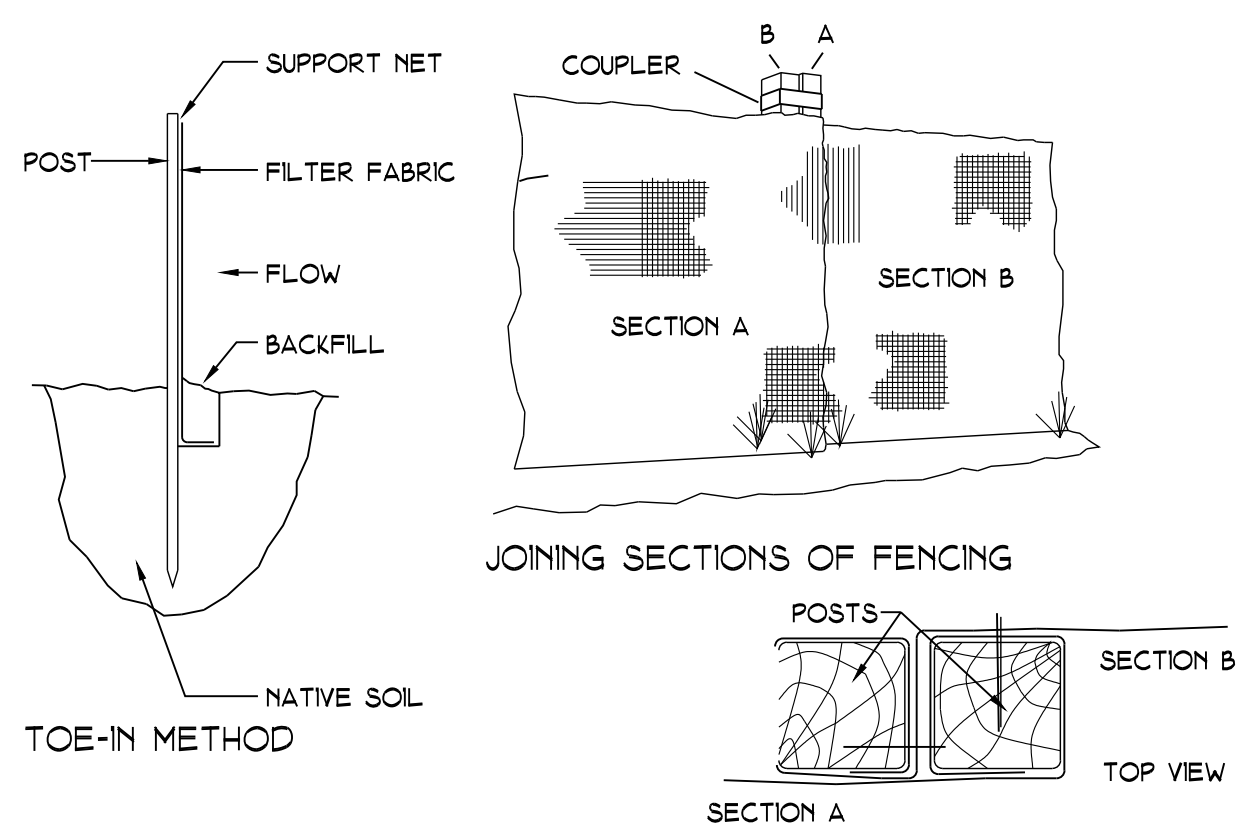 SUPPORT NET
POST
FILTER FABRIC
FLOW
BACKFILL
NATIVE SOIL
TOE-IN METHOD
B A
COUPLER
SECTION B
SECTION A
JOINING SECTIONS OF FENCING
POSTS
SECTION B
TOP VIEW
SECTION A